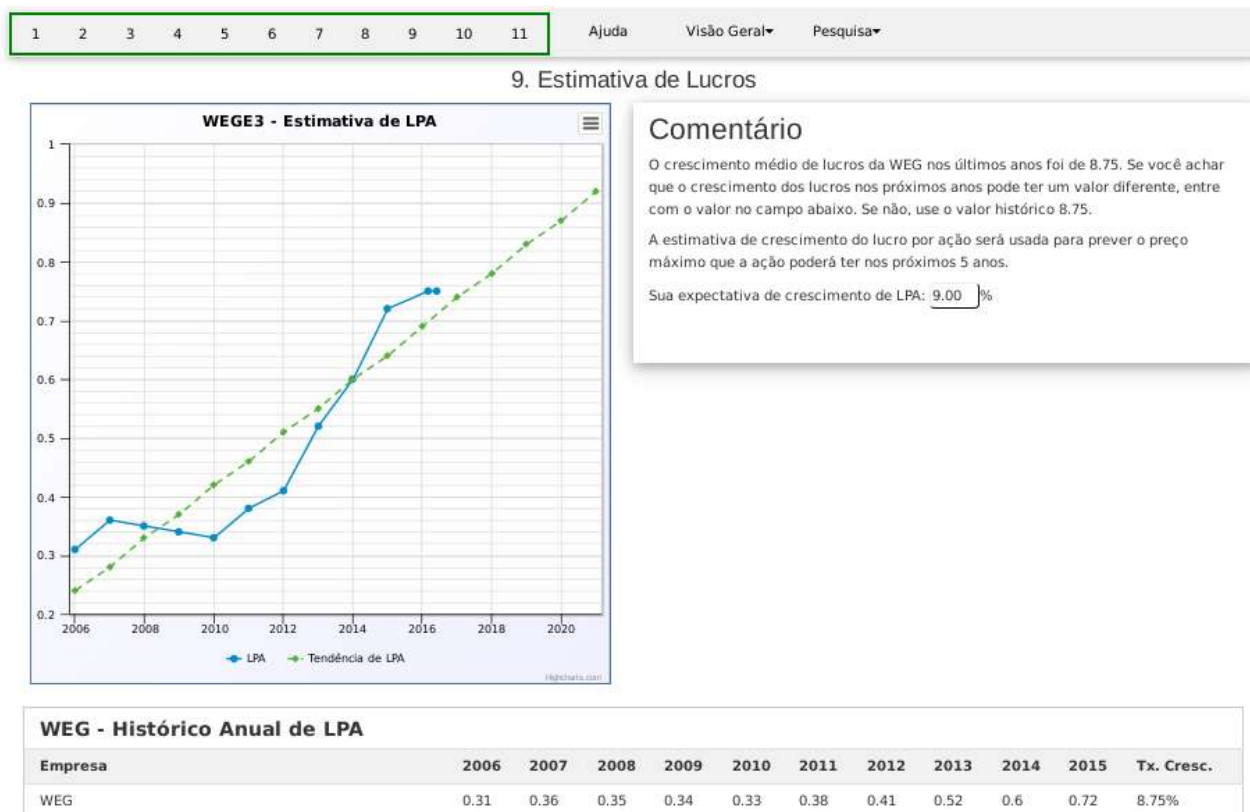 1 2 3 4 5 6 7 8 9 10 11 Ajuda Visão Geral▾ Pesquisa▾
9. Estimativa de Lucros
WEGE3 - Estimativa de LPA
1
0.9
0.8
0.7
0.6
0.5
0.4
0.3
0.2
2006 2008 2010 2012 2014 2016 2018 2020
LPA Tendência de LPA
Highcharts.com
Comentário
O crescimento médio de lucros da WEG nos últimos anos foi de 8.75. Se você achar
que o crescimento dos lucros nos próximos anos pode ter um valor diferente, entre
com o valor no campo abaixo. Se não, use o valor histórico 8.75.
A estimativa de crescimento do lucro por ação será usada para prever o preço
máximo que a ação poderá ter nos próximos 5 anos.
Sua expectativa de crescimento de LPA: 9.00 %
WEG - Histórico Anual de LPA
Empresa 2006 2007 2008 2009 2010 2011 2012 2013 2014 2015 Tx. Cresc.
WEG 0.31 0.36 0.35 0.34 0.33 0.38 0.41 0.52 0.6 0.72 8.75%